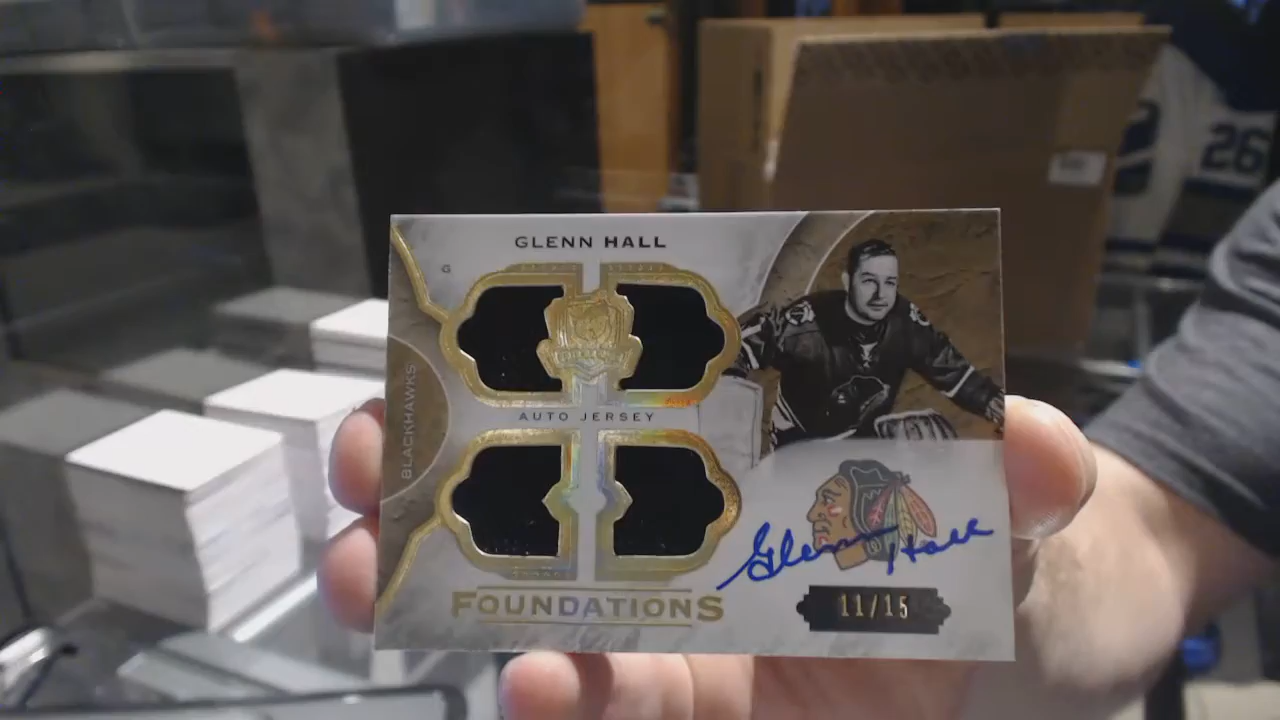 GLENN HALL
G
AUTO JERSEY
BLACKHAWKS
Glenn Hall
FOUNDATIONS
11/15
26